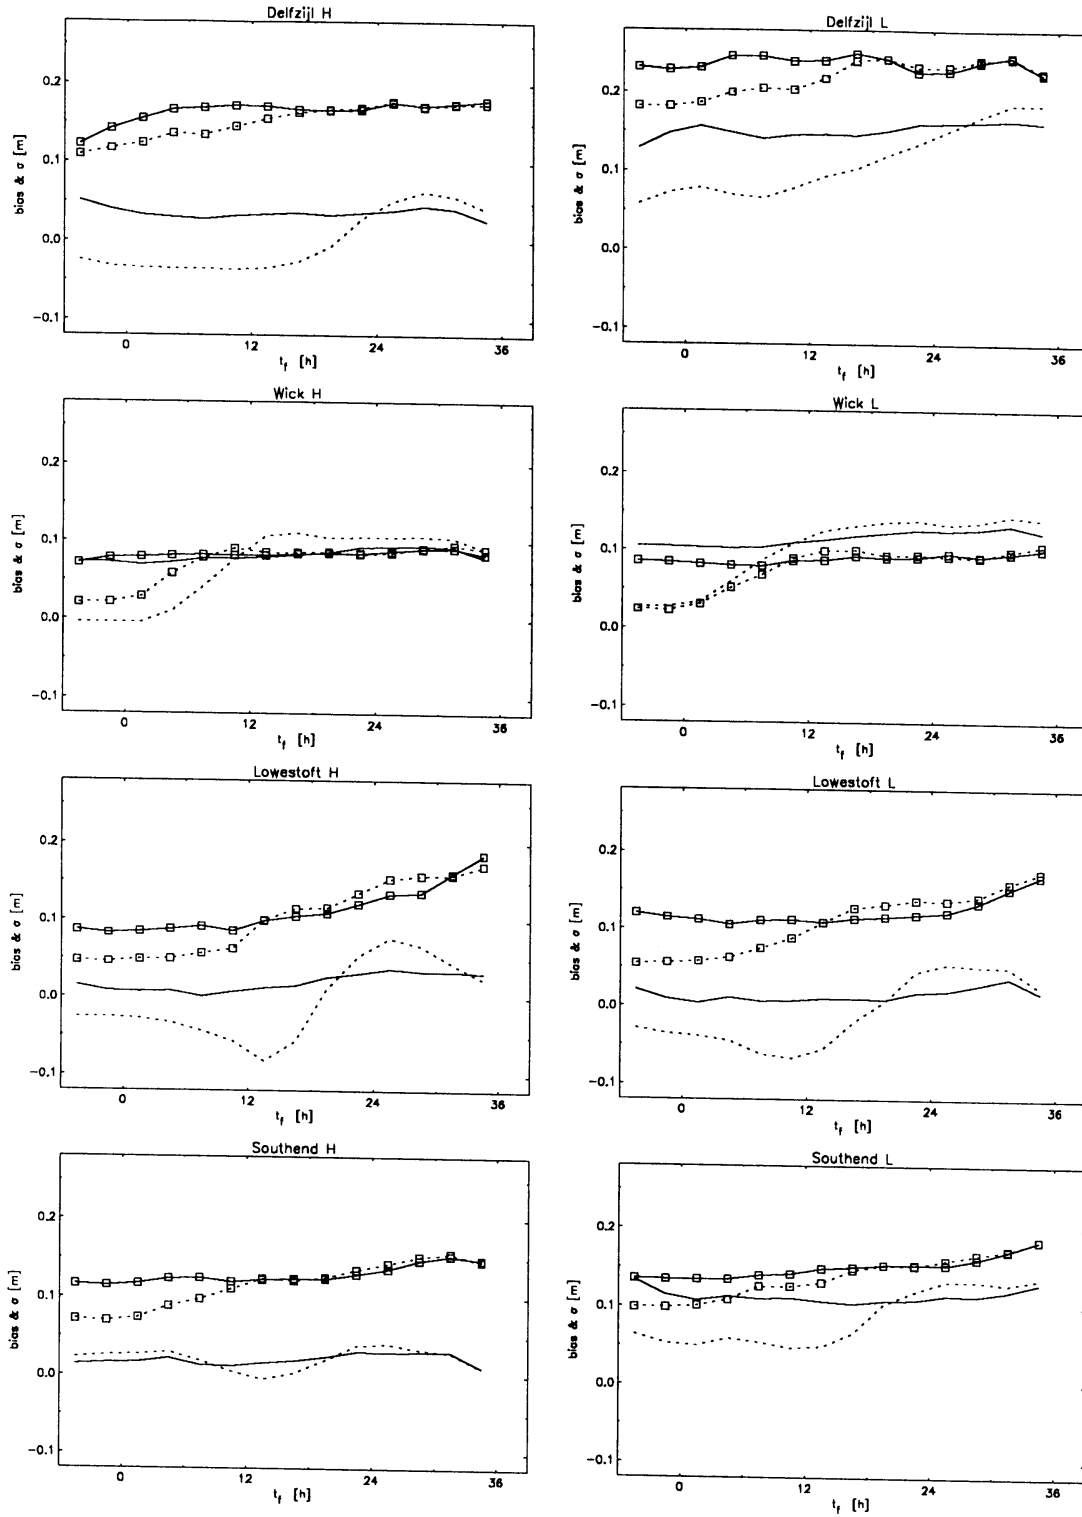 Delfzijl H
bias & σ [m]
0.2
0.1
0.0
−0.1
0 12 24 36
t_f [h]
Delfzijl L
bias & σ [m]
0.2
0.1
0.0
−0.1
0 12 24 36
t_f [h]
Wick H
bias & σ [m]
0.2
0.1
0.0
−0.1
0 12 24 36
t_f [h]
Wick L
bias & σ [m]
0.2
0.1
0.0
−0.1
0 12 24 36
t_f [h]
Lowestoft H
bias & σ [m]
0.2
0.1
0.0
−0.1
0 12 24 36
t_f [h]
Lowestoft L
bias & σ [m]
0.2
0.1
0.0
−0.1
0 12 24 36
t_f [h]
Southend H
bias & σ [m]
0.2
0.1
0.0
−0.1
0 12 24 36
t_f [h]
Southend L
bias & σ [m]
0.2
0.1
0.0
−0.1
0 12 24 36
t_f [h]